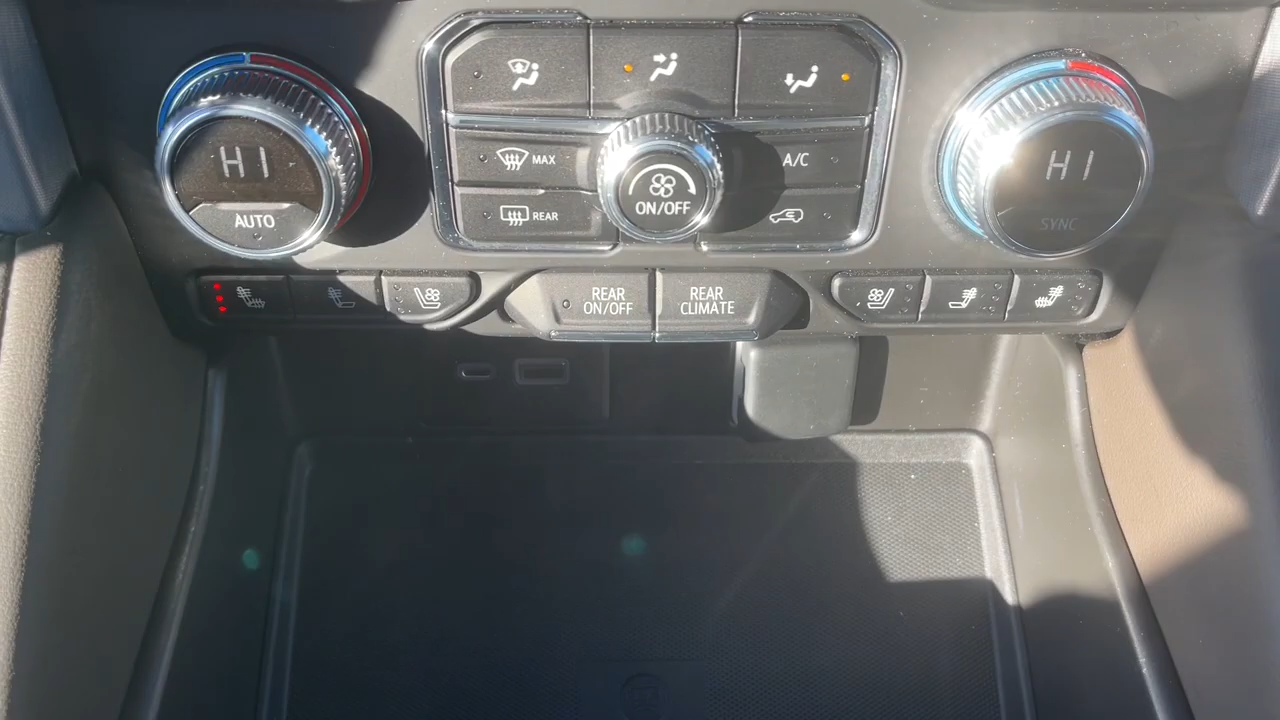 HI
AUTO
MAX
REAR
ON/OFF
A/C
HI
SYNC
REAR
ON/OFF
REAR
CLIMATE